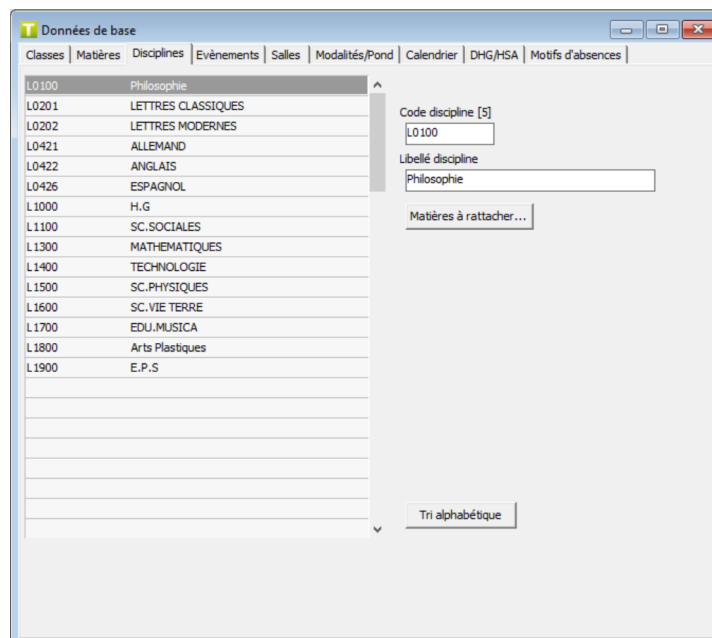 T Données de base
Classes Matières Disciplines Evènements Salles Modalités/Pond Calendrier DHG/HSA Motifs d'absences
L0100 Philosophie
L0201 LETTRES CLASSIQUES
L0202 LETTRES MODERNES
L0421 ALLEMAND
L0422 ANGLAIS
L0426 ESPAGNOL
L1000 H.G
L1100 SC.SOCIALES
L1300 MATHEMATIQUES
L1400 TECHNOLOGIE
L1500 SC.PHYSIQUES
L1600 SC.VIE TERRE
L1700 EDU.MUSICA
L1800 Arts Plastiques
L1900 E.P.S
Code discipline [5]
L0100
Libellé discipline
Philosophie
Matières à rattacher...
Tri alphabétique